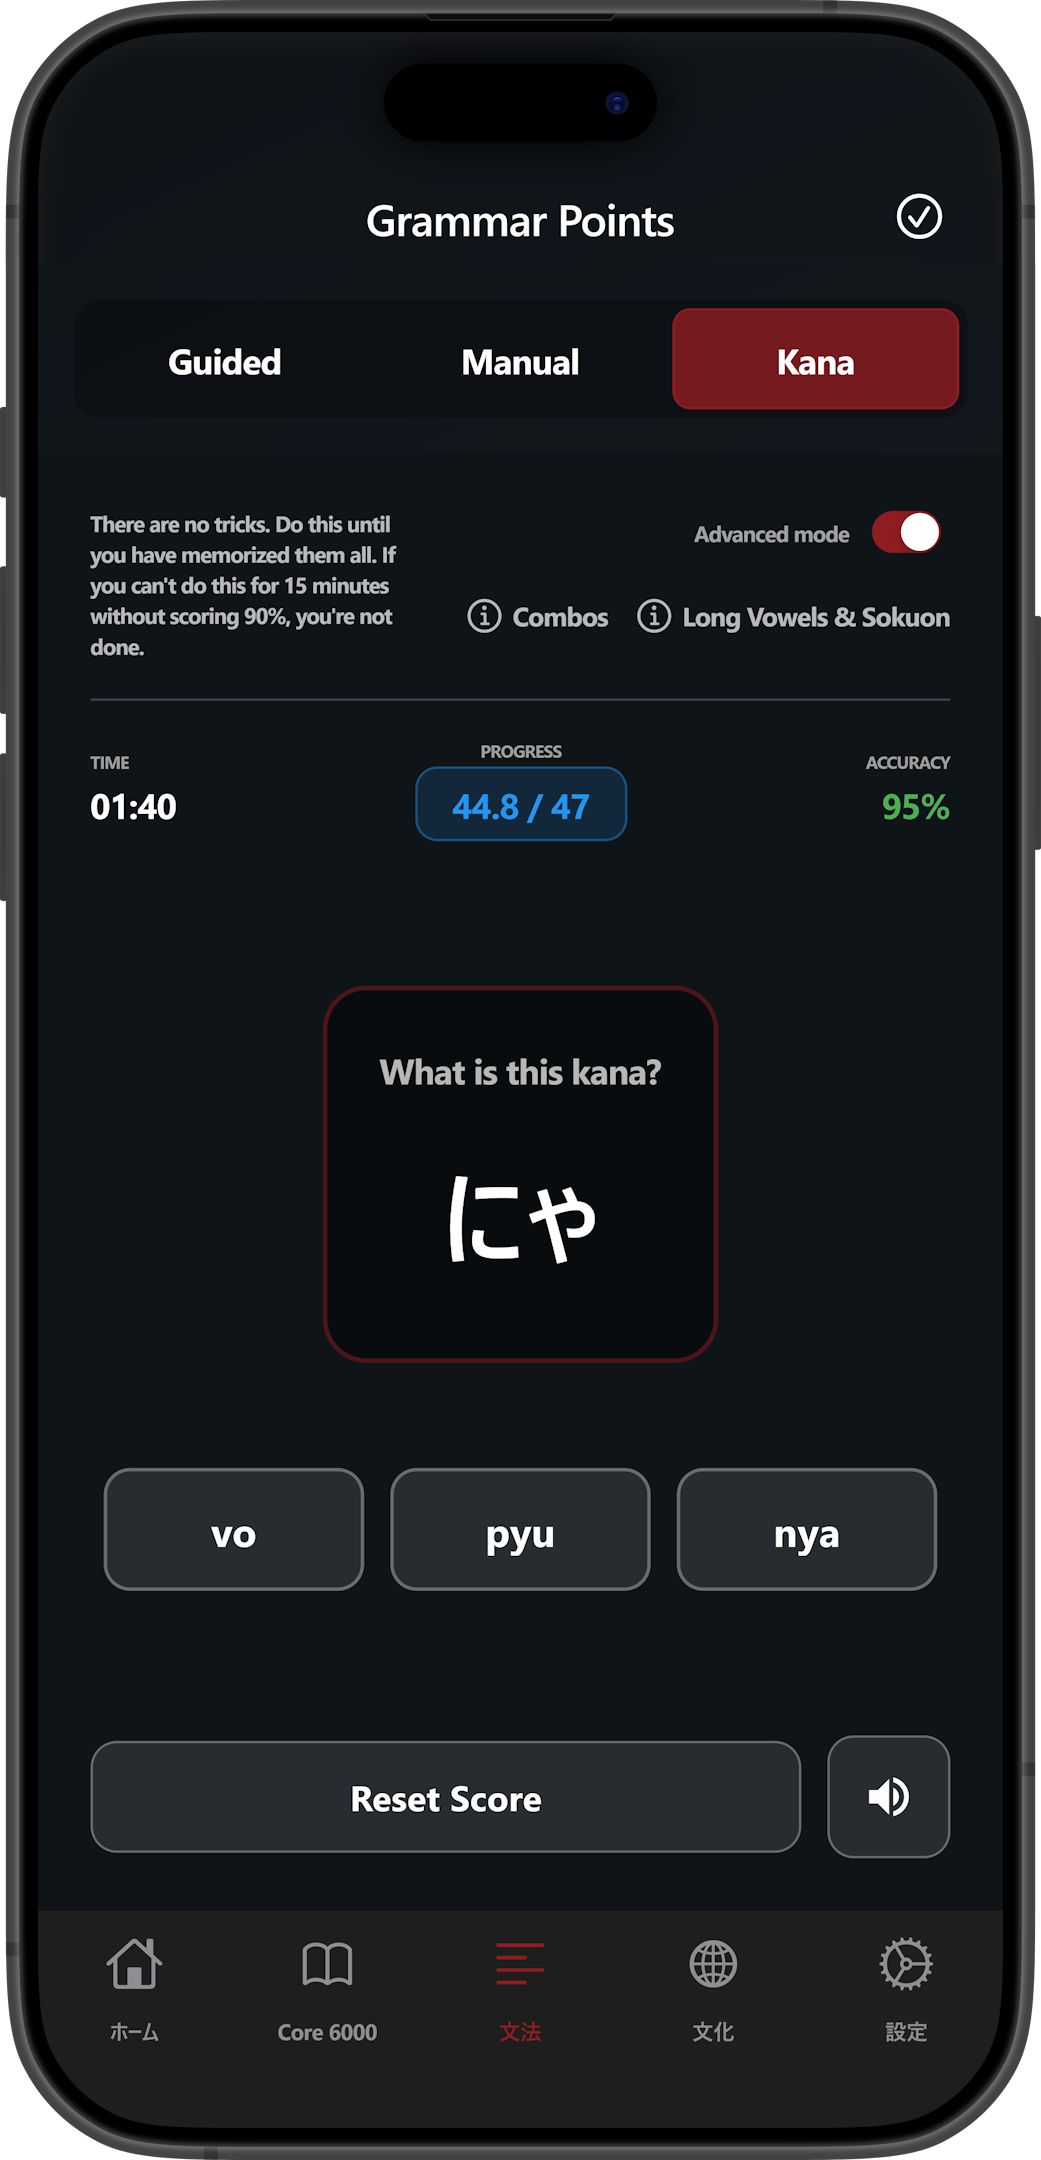 Grammar Points
Guided
Manual
Kana
There are no tricks. Do this until
you have memorized them all. If
you can't do this for 15 minutes
without scoring 90%, you're not
done.
Advanced mode
Combos
Long Vowels & Sokuon
TIME
01:40
PROGRESS
44.8 / 47
ACCURACY
95%
What is this kana?
にゃ
vo
pyu
nya
Reset Score
ホーム
Core 6000
文法
文化
設定